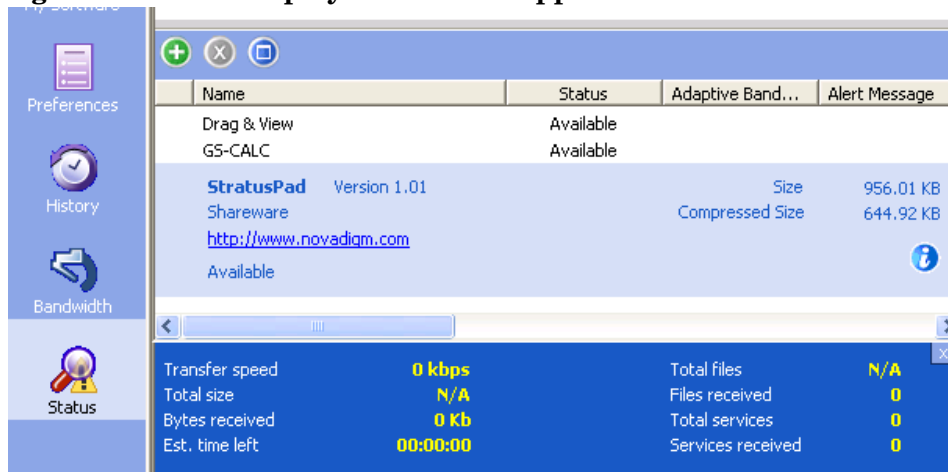 My Software
Preferences
History
Bandwidth
Status
Name Status Adaptive Band... Alert Message
Drag & View Available
GS-CALC Available
StratusPad Version 1.01 Size 956.01 KB
Shareware Compressed Size 644.92 KB
http://www.novadigm.com
Available
Transfer speed 0 kbps Total files N/A
Total size N/A Files received 0
Bytes received 0 Kb Total services 0
Est. time left 00:00:00 Services received 0